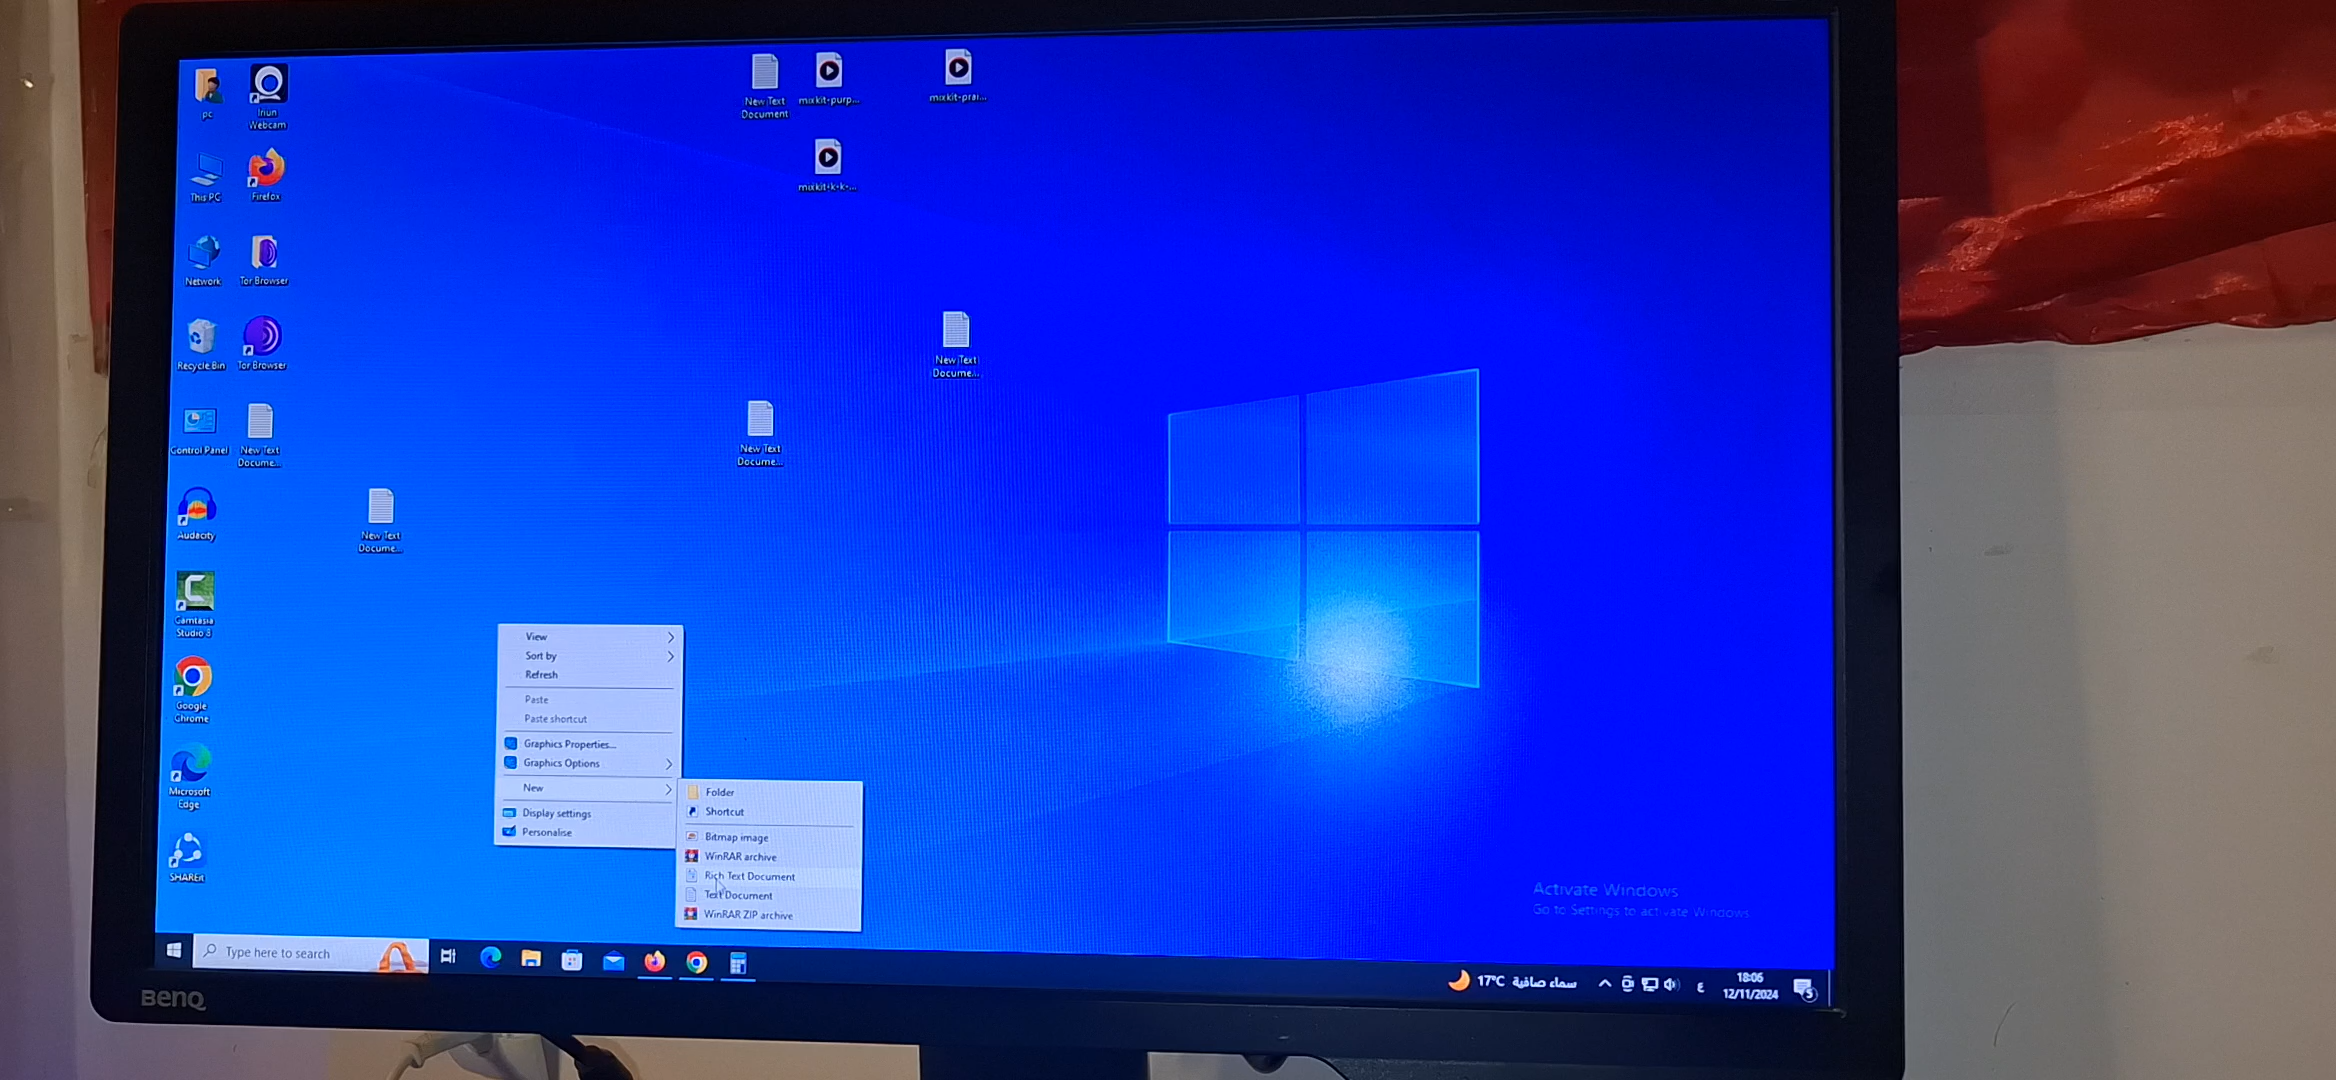 pc
Iriun
Webcam
New Text
Document
mixkit-purp...
mixkit-prai...
This PC
Firefox
mixkit-k-k-...
Network
Tor Browser
Recycle Bin
Tor Browser
New Text
Docume...
Control Panel
New Text
Docume...
New Text
Docume...
Audacity
New Text
Docume...
Camtasia
Studio 8
Google
Chrome
Microsoft
Edge
SHAREit
View
Sort by
Refresh
Paste
Paste shortcut
Graphics Properties...
Graphics Options
New
Display settings
Personalise
Folder
Shortcut
Bitmap image
WinRAR archive
Rich Text Document
Text Document
WinRAR ZIP archive
Activate Windows
Go to Settings to activate Windows.
Type here to search
17°C سماء صافية
ع
18:06
12/11/2024
5
BenQ